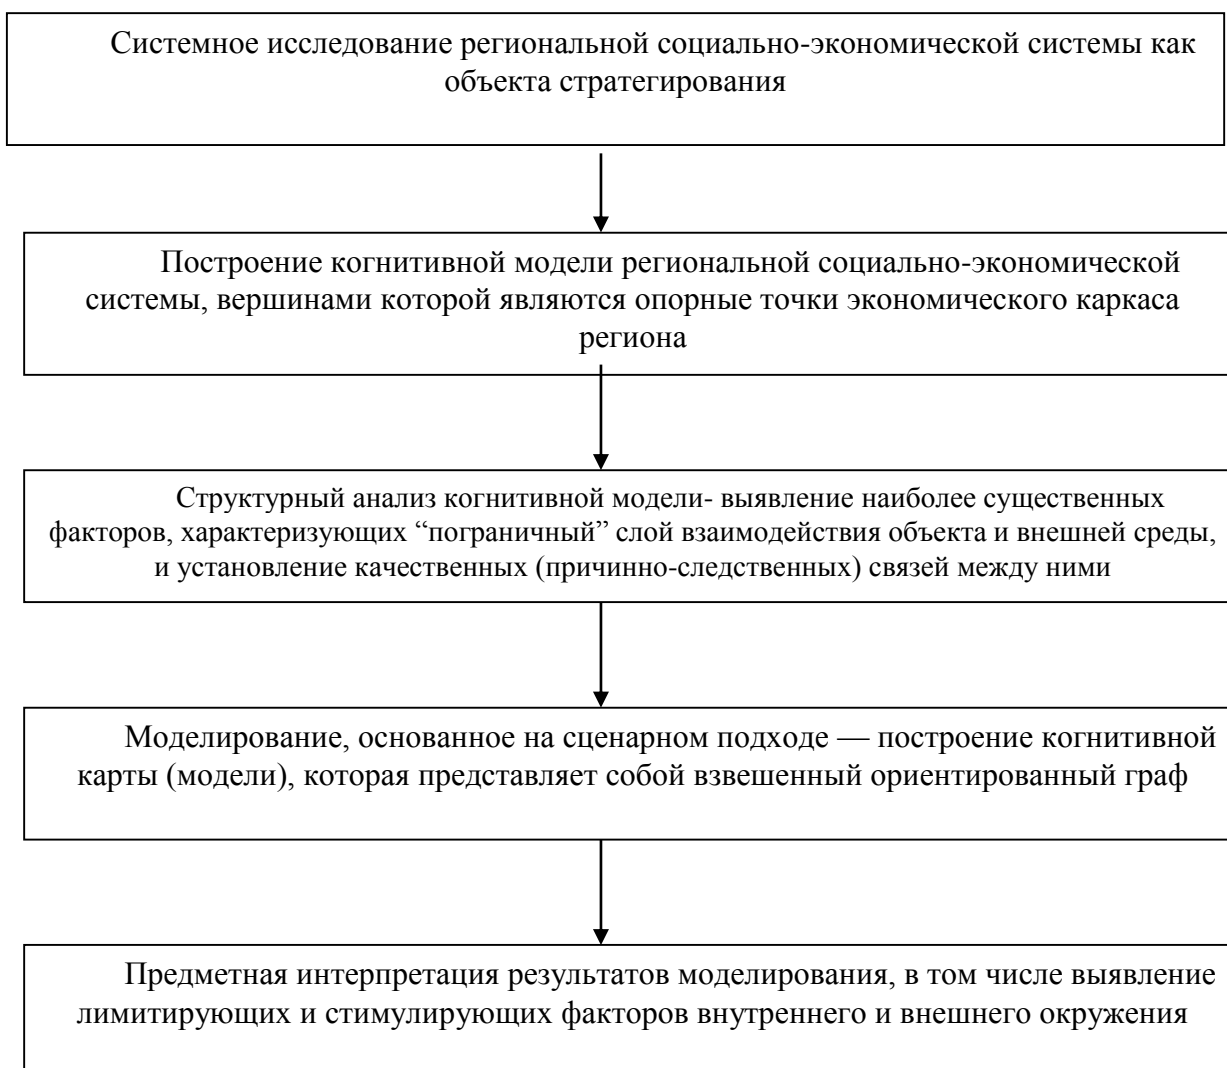 Системное исследование региональной социально-экономической системы как
объекта стратегирования
Построение когнитивной модели региональной социально-экономической
системы, вершинами которой являются опорные точки экономического каркаса
региона
Структурный анализ когнитивной модели- выявление наиболее существенных
факторов, характеризующих “пограничный” слой взаимодействия объекта и внешней среды,
и установление качественных (причинно-следственных) связей между ними
Моделирование, основанное на сценарном подходе — построение когнитивной
карты (модели), которая представляет собой взвешенный ориентированный граф
Предметная интерпретация результатов моделирования, в том числе выявление
лимитирующих и стимулирующих факторов внутреннего и внешнего окружения